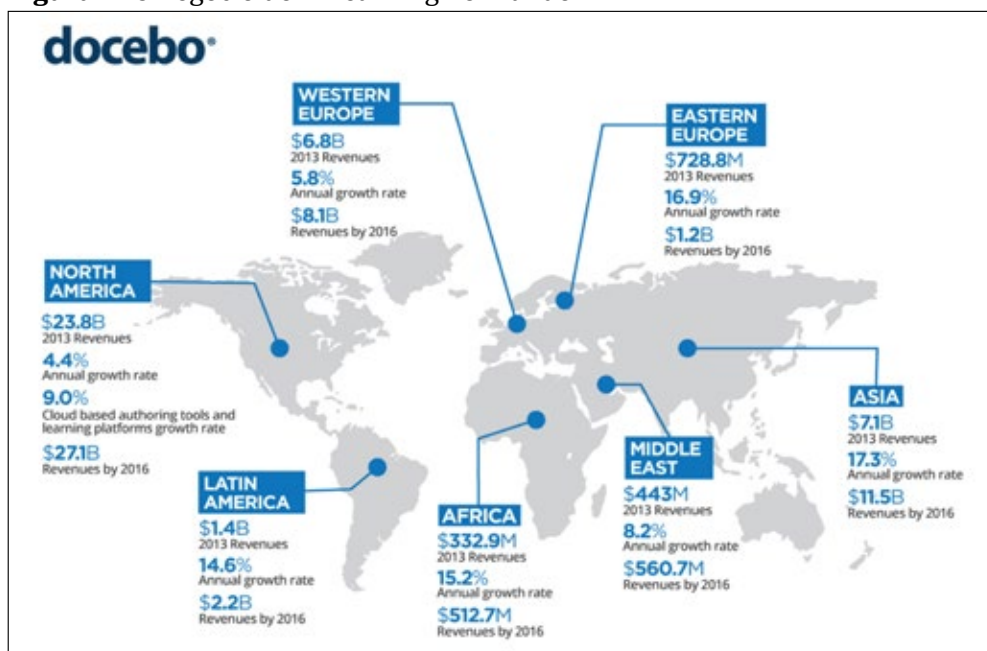 docebo®
WESTERN
EUROPE
$6.8B
2013 Revenues
5.8%
Annual growth rate
$8.1B
Revenues by 2016
EASTERN
EUROPE
$728.8M
2013 Revenues
16.9%
Annual growth rate
$1.2B
Revenues by 2016
NORTH
AMERICA
$23.8B
2013 Revenues
4.4%
Annual growth rate
9.0%
Cloud based authoring tools and
learning platforms growth rate
$27.1B
Revenues by 2016
LATIN
AMERICA
$1.4B
2013 Revenues
14.6%
Annual growth rate
$2.2B
Revenues by 2016
AFRICA
$332.9M
2013 Revenues
15.2%
Annual growth rate
$512.7M
Revenues by 2016
MIDDLE
EAST
$443M
2013 Revenues
8.2%
Annual growth rate
$560.7M
Revenues by 2016
ASIA
$7.1B
2013 Revenues
17.3%
Annual growth rate
$11.5B
Revenues by 2016